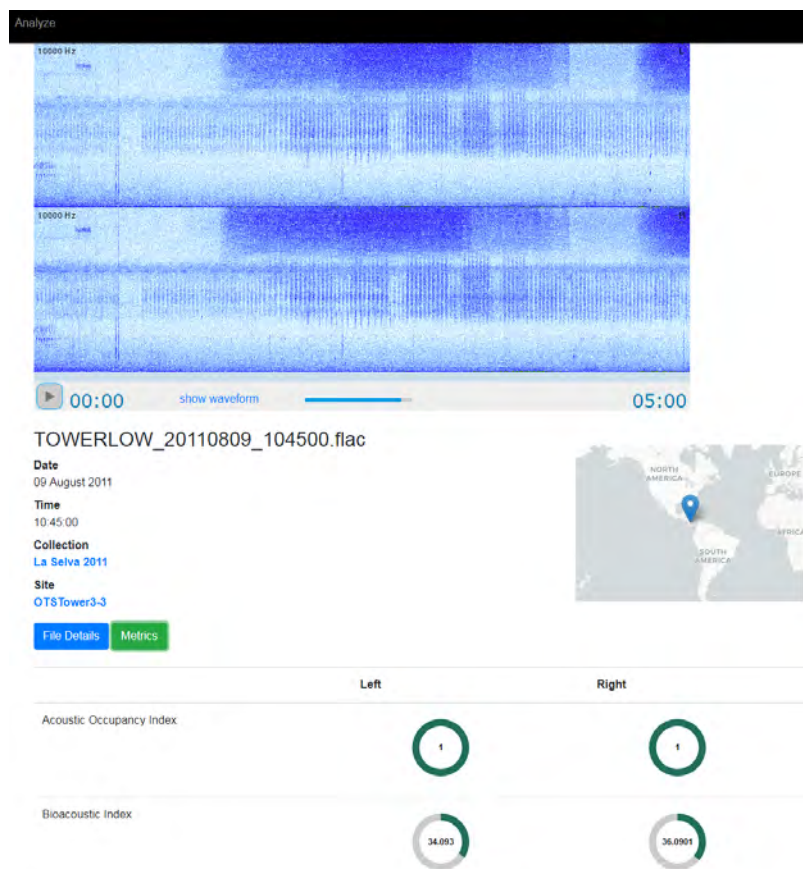 Analyze
10000 Hz
L
10000 Hz
R
00:00 show waveform 05:00
TOWERLOW_20110809_104500.flac
Date
09 August 2011
Time
10:45:00
Collection
La Selva 2011
Site
OTSTower3-3
NORTH
AMERICA
EUROPE
AFRICA
SOUTH
AMERICA
File Details Metrics
Left Right
Acoustic Occupancy Index 1 1
Bioacoustic Index 34.093 36.0901